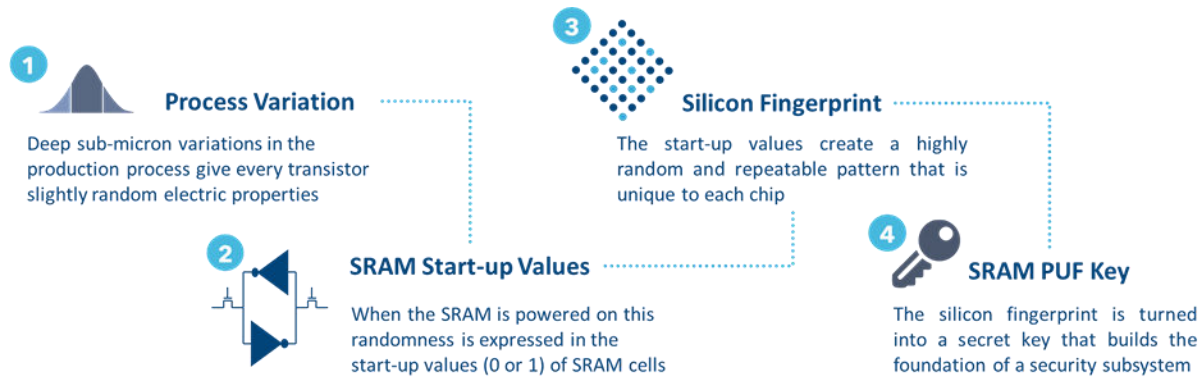 1
Process Variation
Deep sub-micron variations in the
production process give every transistor
slightly random electric properties
2
SRAM Start-up Values
When the SRAM is powered on this
randomness is expressed in the
start-up values (0 or 1) of SRAM cells
3
Silicon Fingerprint
The start-up values create a highly
random and repeatable pattern that is
unique to each chip
4
SRAM PUF Key
The silicon fingerprint is turned
into a secret key that builds the
foundation of a security subsystem